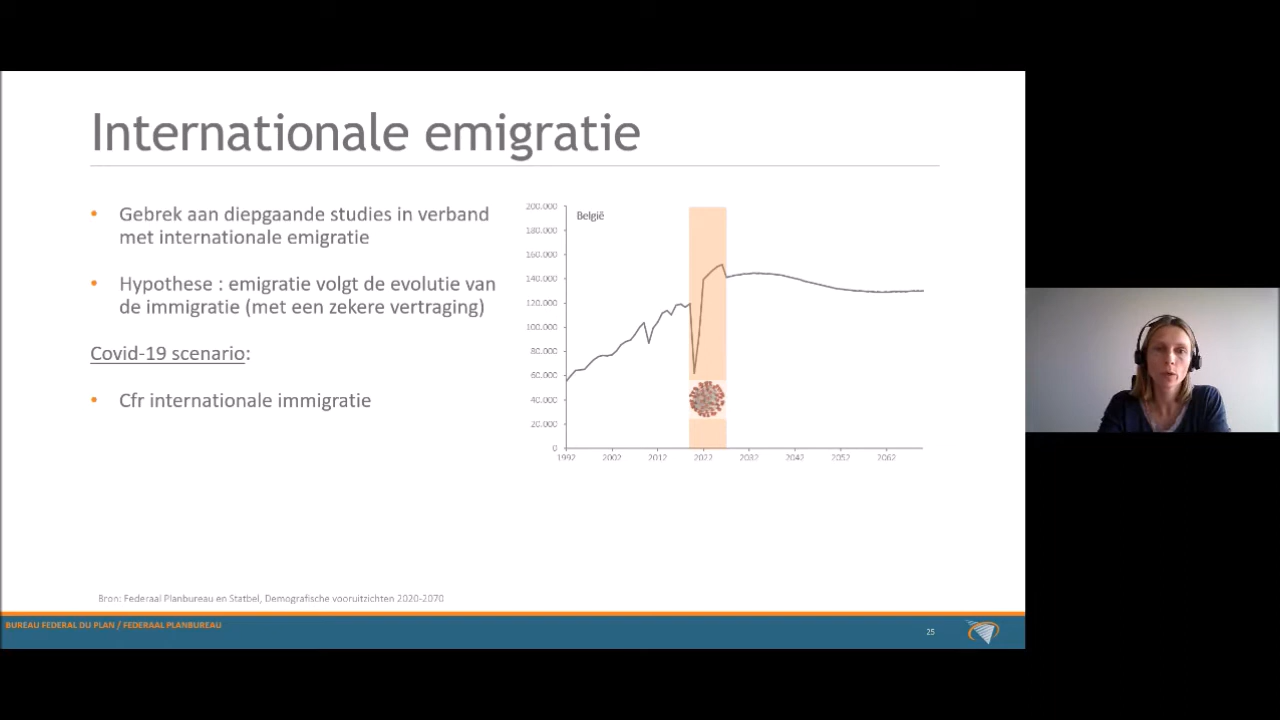 Internationale emigratie
• Gebrek aan diepgaande studies in verband
met internationale emigratie
• Hypothese : emigratie volgt de evolutie van
de immigratie (met een zekere vertraging)
Covid-19 scenario:
• Cfr internationale immigratie
België
200.000
180.000
160.000
140.000
120.000
100.000
80.000
60.000
40.000
20.000
0
1992 2002 2012 2022 2032 2042 2052 2062
Bron: Federaal Planbureau en Statbel, Demografische vooruitzichten 2020-2070
BUREAU FEDERAL DU PLAN / FEDERAAL PLANBUREAU
25